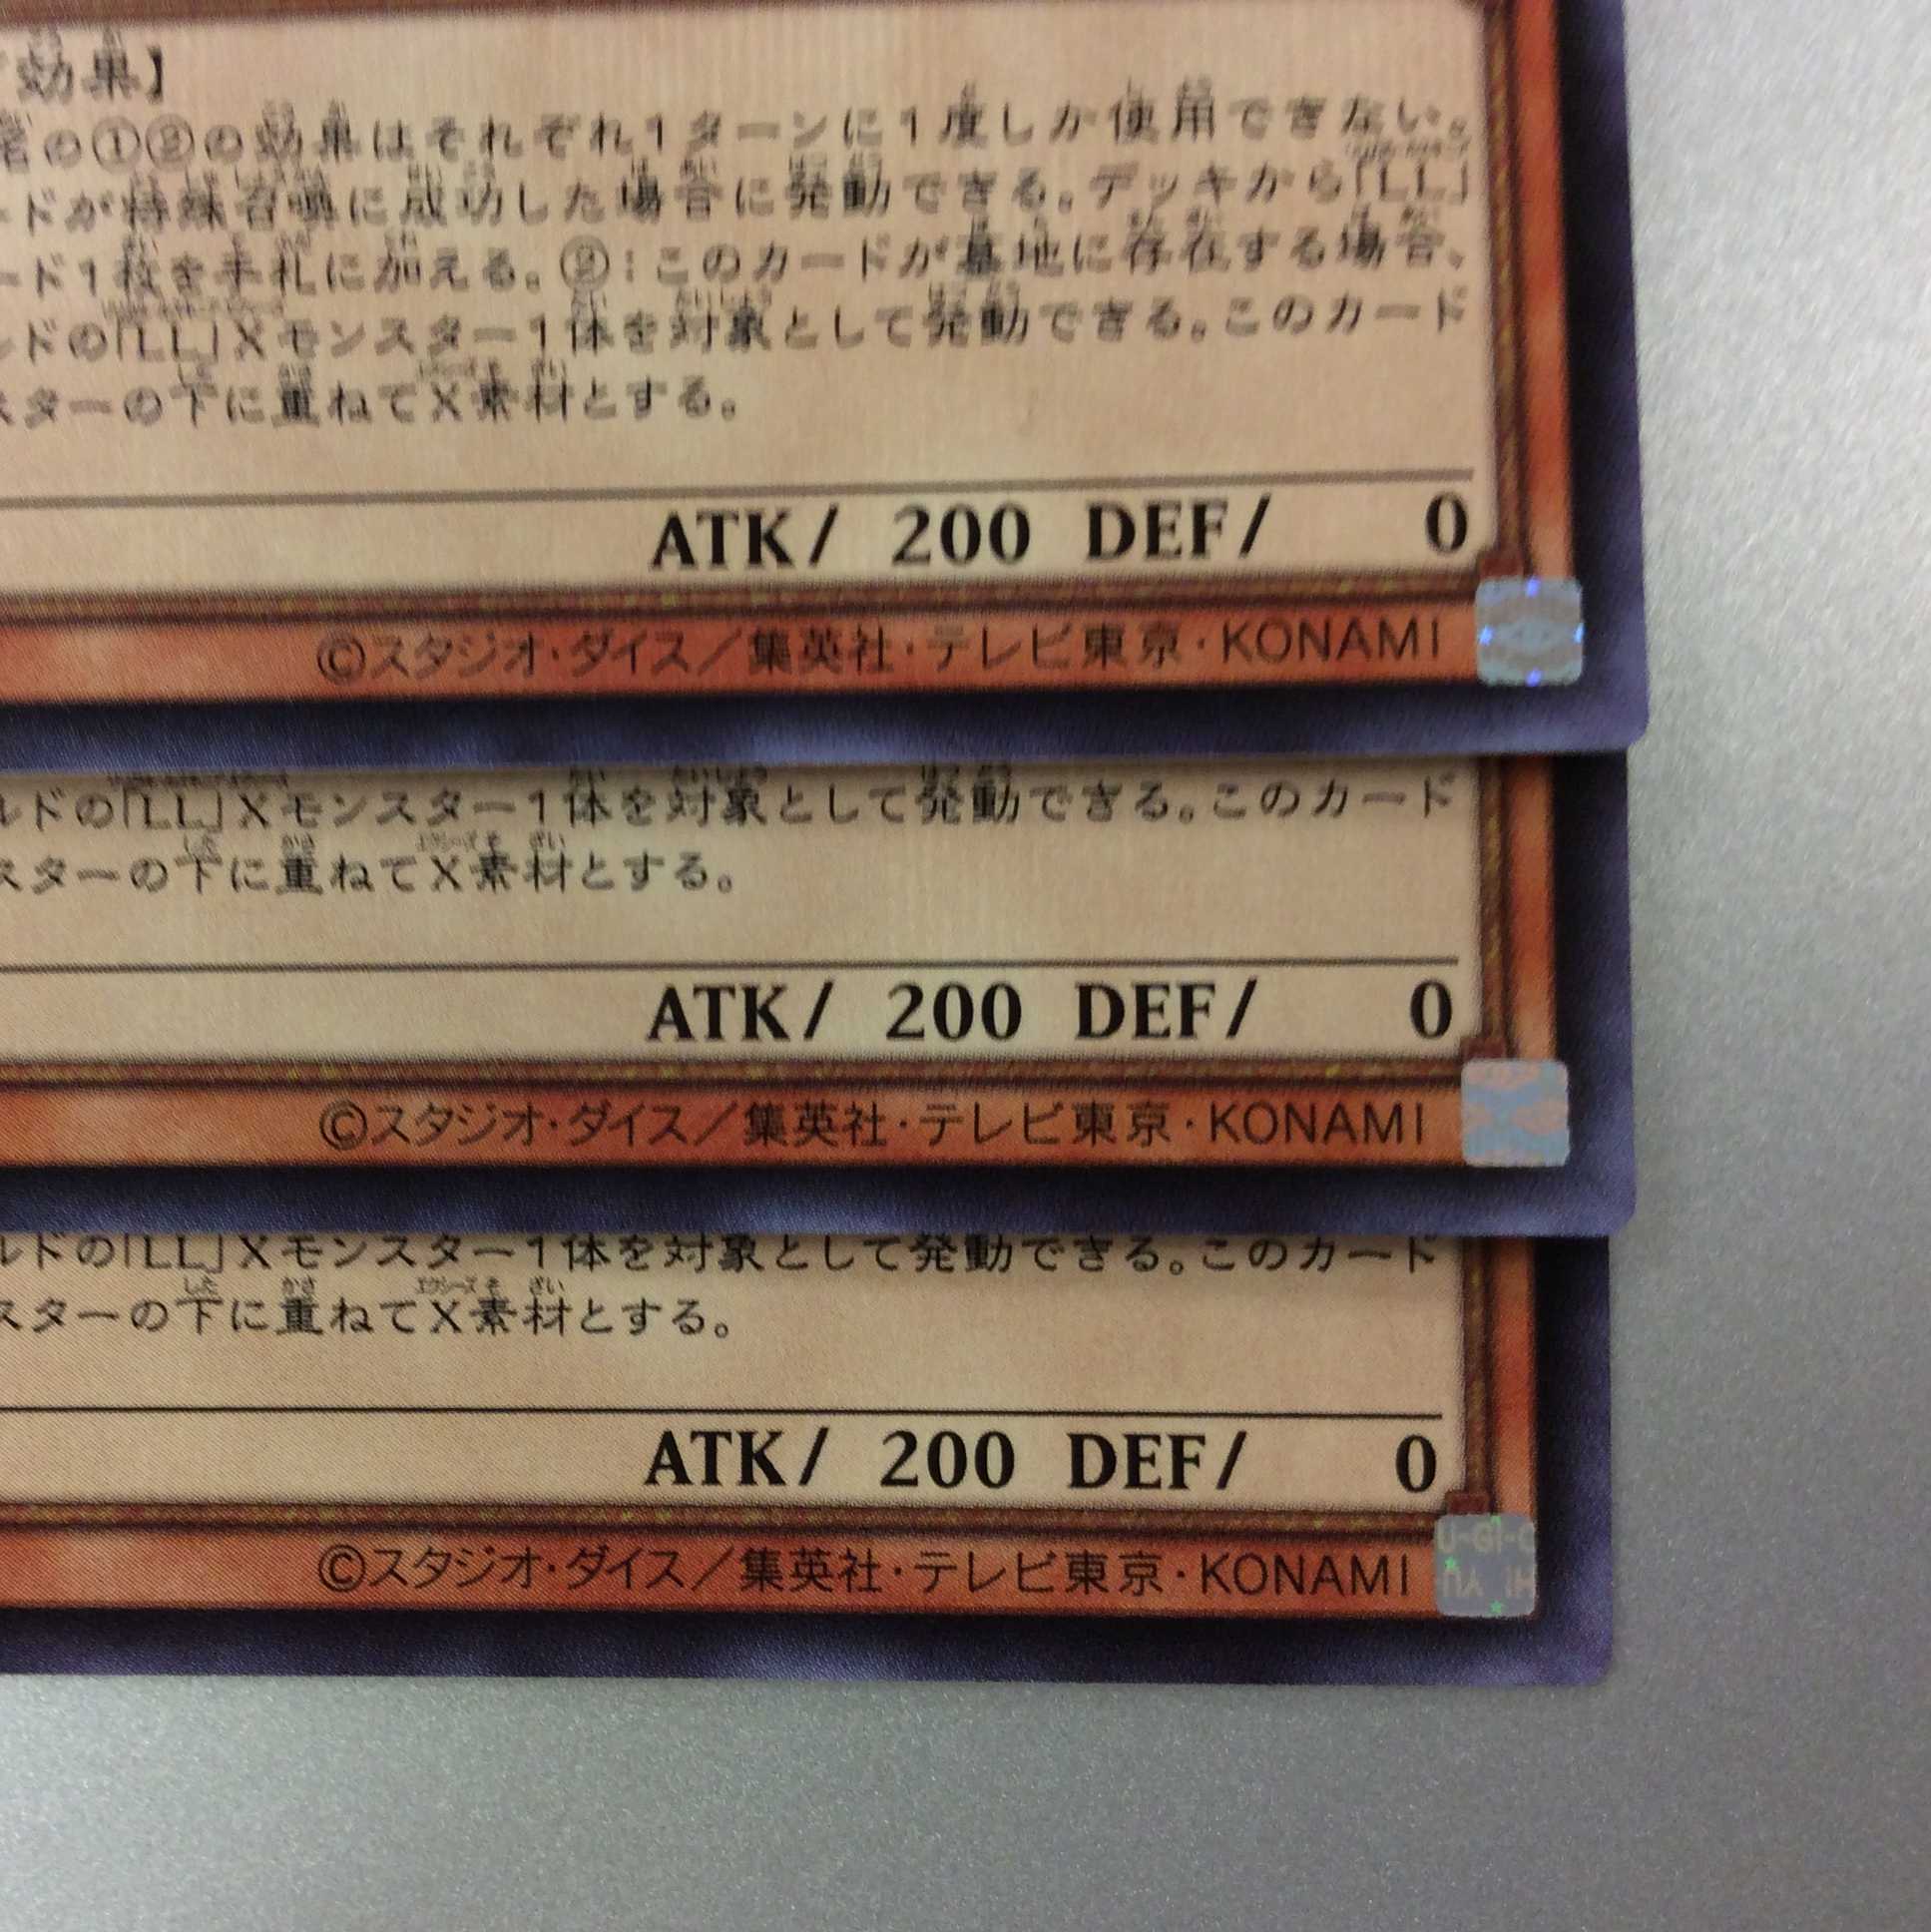 効果】
の①②の効果はそれぞれ1ターンに1度しか使用できない。
ードが特殊召喚に成功した場合に発動できる。デッキから「LL」
ード1枚を手札に加える。②：このカードが墓地に存在する場合、
ルドの「LL」Xモンスター1体を対象として発動できる。このカード
スターの下に重ねてX素材とする。
ATK/ 200 DEF/ 0
©スタジオ・ダイス／集英社・テレビ東京・KONAMI
ルドの「LL」Xモンスター1体を対象として発動できる。このカード
スターの下に重ねてX素材とする。
ATK/ 200 DEF/ 0
©スタジオ・ダイス／集英社・テレビ東京・KONAMI
ルドの「LL」Xモンスター1体を対象として発動できる。このカード
スターの下に重ねてX素材とする。
ATK/ 200 DEF/ 0
©スタジオ・ダイス／集英社・テレビ東京・KONAMI
U-GI-O